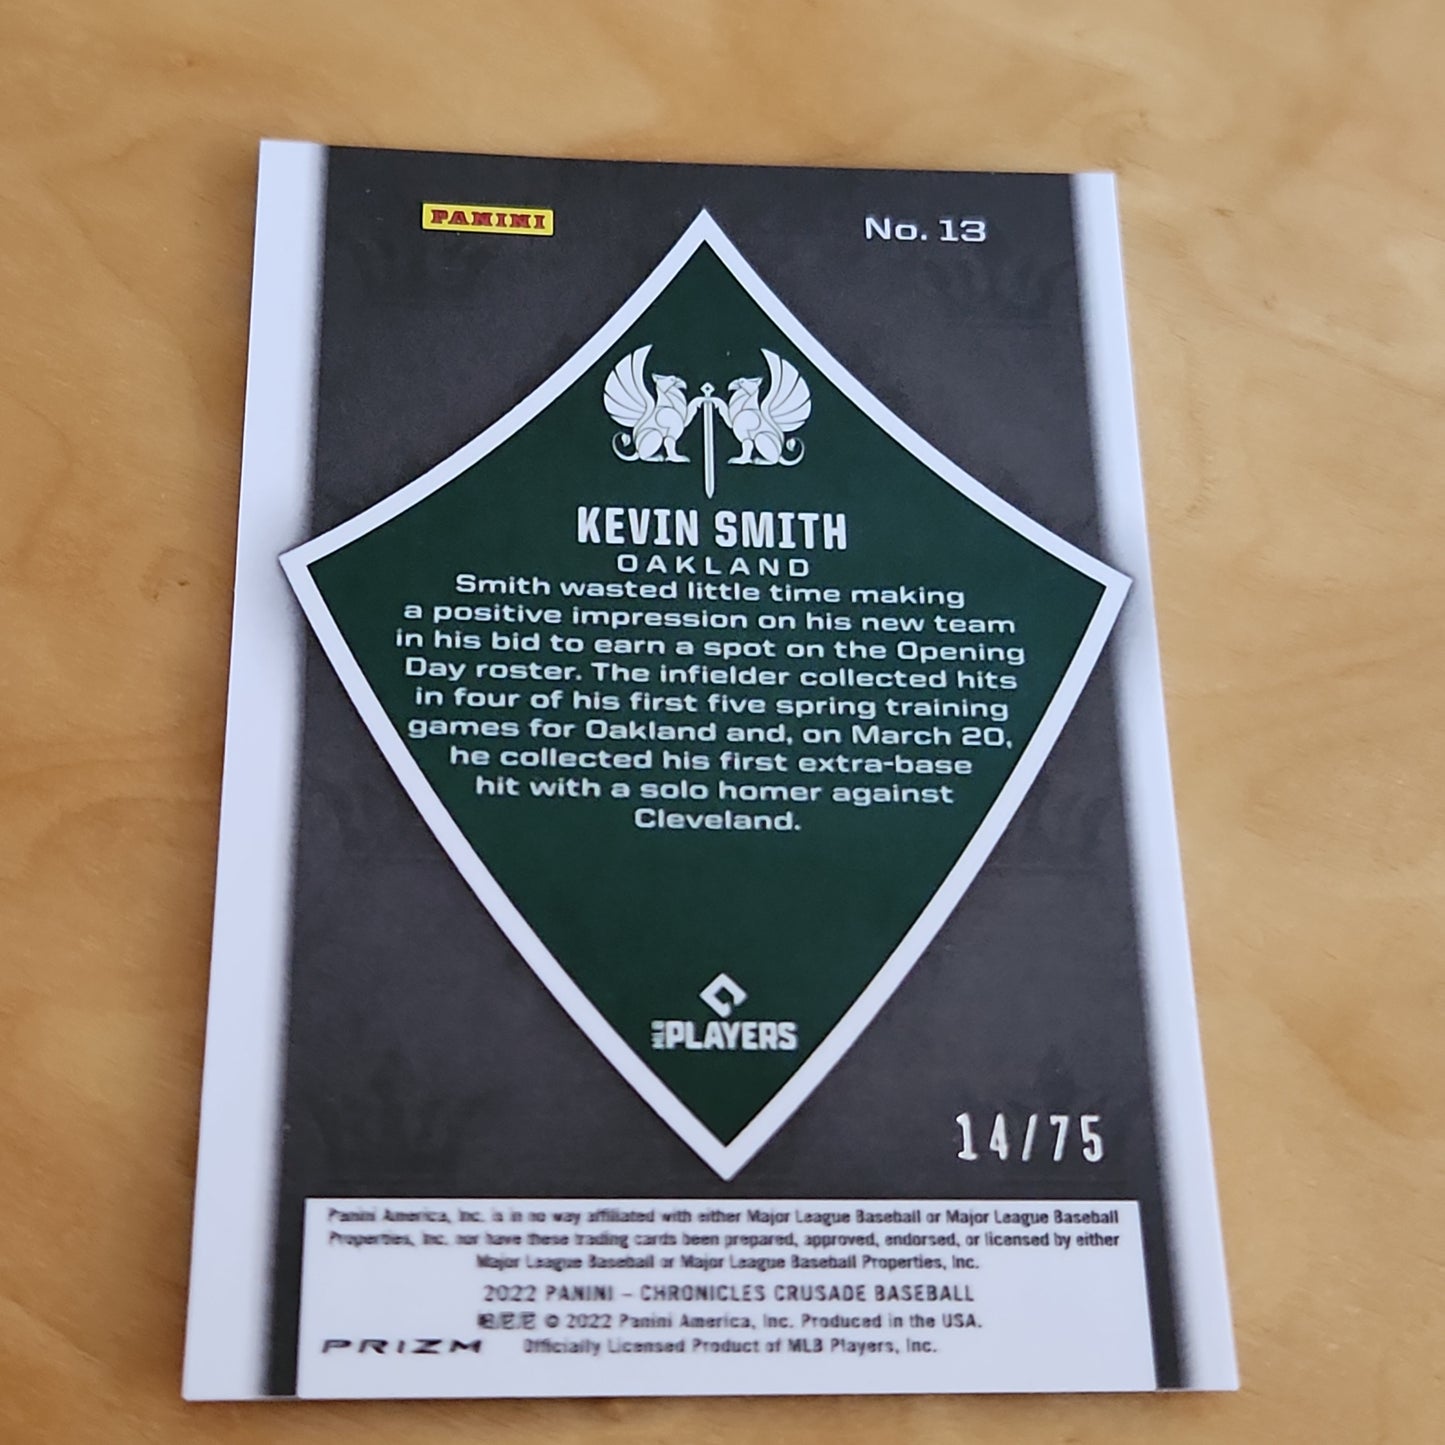 PANINI
No. 13
KEVIN SMITH
OAKLAND
Smith wasted little time making
a positive impression on his new team
in his bid to earn a spot on the Opening
Day roster. The infielder collected hits
in four of his first five spring training
games for Oakland and, on March 20,
he collected his first extra-base
hit with a solo homer against
Cleveland.
MLB PLAYERS
14/75
Panini America, Inc. is in no way affiliated with either Major League Baseball or Major League Baseball
Properties, Inc. nor have these trading cards been prepared, approved, endorsed, or licensed by either
Major League Baseball or Major League Baseball Properties, Inc.
2022 PANINI – CHRONICLES CRUSADE BASEBALL
© 2022 Panini America, Inc. Produced in the USA.
PRIZM Officially Licensed Product of MLB Players, Inc.